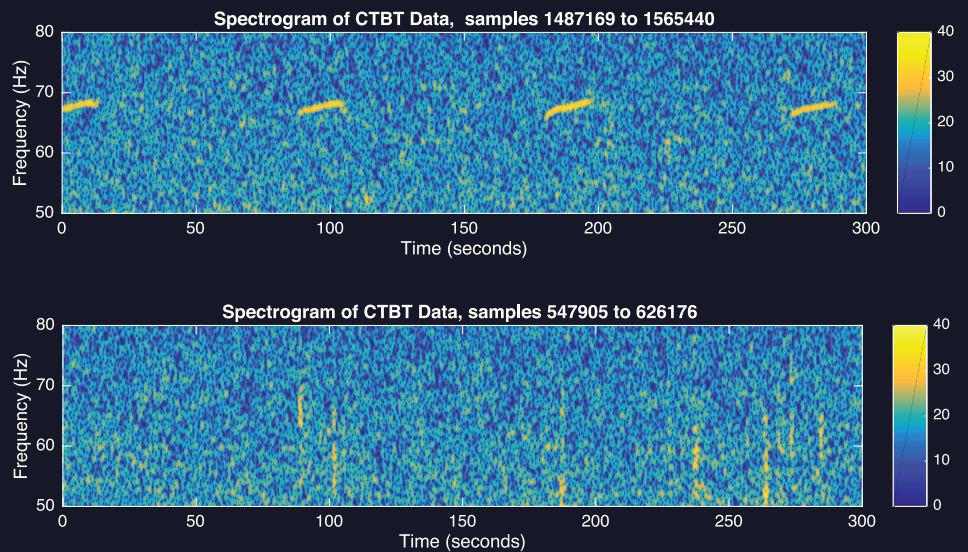 Spectrogram of CTBT Data,  samples 1487169 to 1565440
80
70
60
50
Frequency (Hz)
0 50 100 150 200 250 300
Time (seconds)
40
30
20
10
0
Spectrogram of CTBT Data, samples 547905 to 626176
80
70
60
50
Frequency (Hz)
0 50 100 150 200 250 300
Time (seconds)
40
30
20
10
0